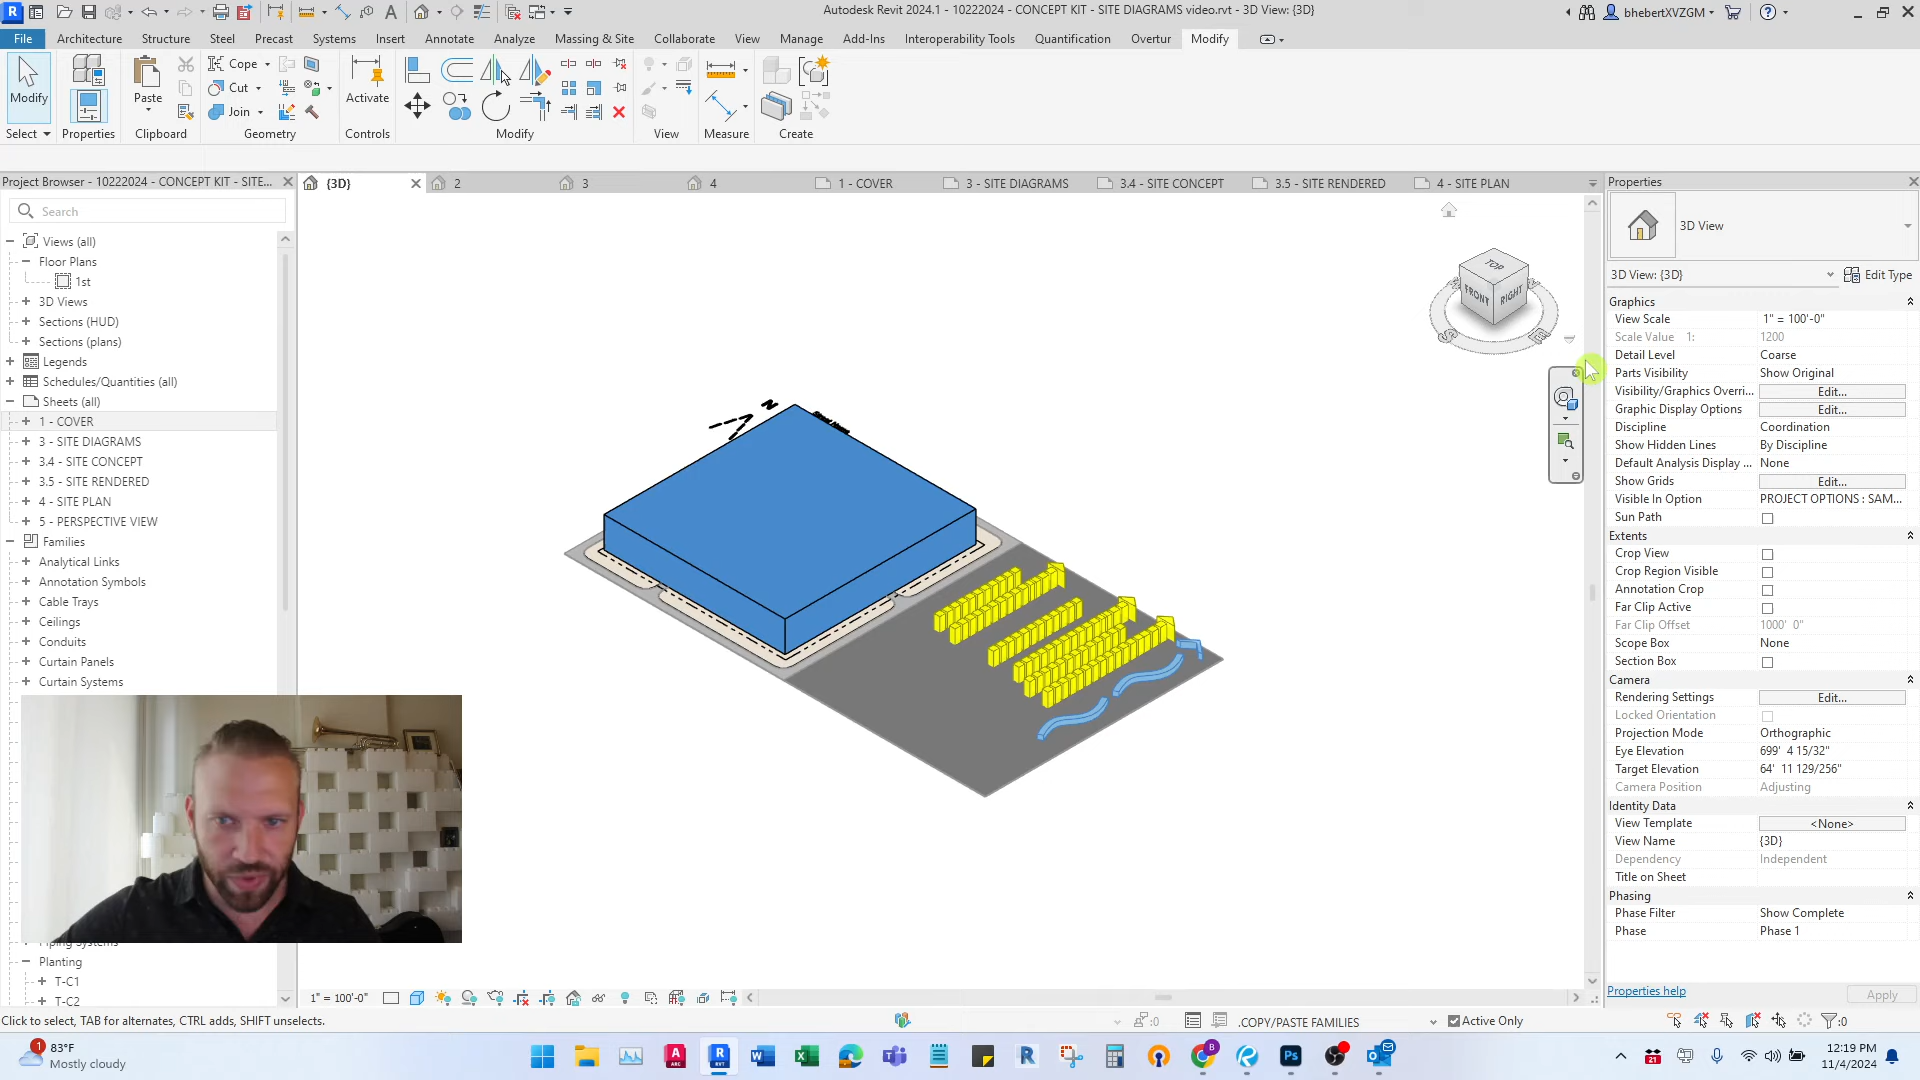 Autodesk Revit 2024.1 - 10222024 - CONCEPT KIT - SITE DIAGRAMS video.rvt - 3D View: {3D}
bhebertXVZGM
File Architecture Structure Steel Precast Systems Insert Annotate Analyze Massing & Site Collaborate View Manage Add-Ins Interoperability Tools Quantification Overtur Modify
Modify
Select
Properties
Paste
Clipboard
Cope
Cut
Join
Geometry
Activate
Controls
Modify
View
Measure
Create
Project Browser - 10222024 - CONCEPT KIT - SITE...
Search
Views (all)
Floor Plans
1st
3D Views
Sections (HUD)
Sections (plans)
Legends
Schedules/Quantities (all)
Sheets (all)
1 - COVER
3 - SITE DIAGRAMS
3.4 - SITE CONCEPT
3.5 - SITE RENDERED
4 - SITE PLAN
5 - PERSPECTIVE VIEW
Families
Analytical Links
Annotation Symbols
Cable Trays
Ceilings
Conduits
Curtain Panels
Curtain Systems
Piping Systems
Planting
T-C1
T-C2
{3D} 2 3 4 1 - COVER 3 - SITE DIAGRAMS 3.4 - SITE CONCEPT 3.5 - SITE RENDERED 4 - SITE PLAN
TOP
FRONT
RIGHT
S
E
N
Properties
3D View
3D View: {3D} Edit Type
Graphics
View Scale 1" = 100'-0"
Scale Value 1: 1200
Detail Level Coarse
Parts Visibility Show Original
Visibility/Graphics Overri... Edit...
Graphic Display Options Edit...
Discipline Coordination
Show Hidden Lines By Discipline
Default Analysis Display ... None
Show Grids Edit...
Visible In Option PROJECT OPTIONS : SAM...
Sun Path
Extents
Crop View
Crop Region Visible
Annotation Crop
Far Clip Active
Far Clip Offset 1000' 0"
Scope Box None
Section Box
Camera
Rendering Settings Edit...
Locked Orientation
Projection Mode Orthographic
Eye Elevation 699' 4 15/32"
Target Elevation 64' 11 129/256"
Camera Position Adjusting
Identity Data
View Template <None>
View Name {3D}
Dependency Independent
Title on Sheet
Phasing
Phase Filter Show Complete
Phase Phase 1
Properties help Apply
1" = 100'-0"
Click to select, TAB for alternates, CTRL adds, SHIFT unselects.
:0
.COPY/PASTE FAMILIES
Active Only
:0
1
83°F
Mostly cloudy
21
12:19 PM
11/4/2024